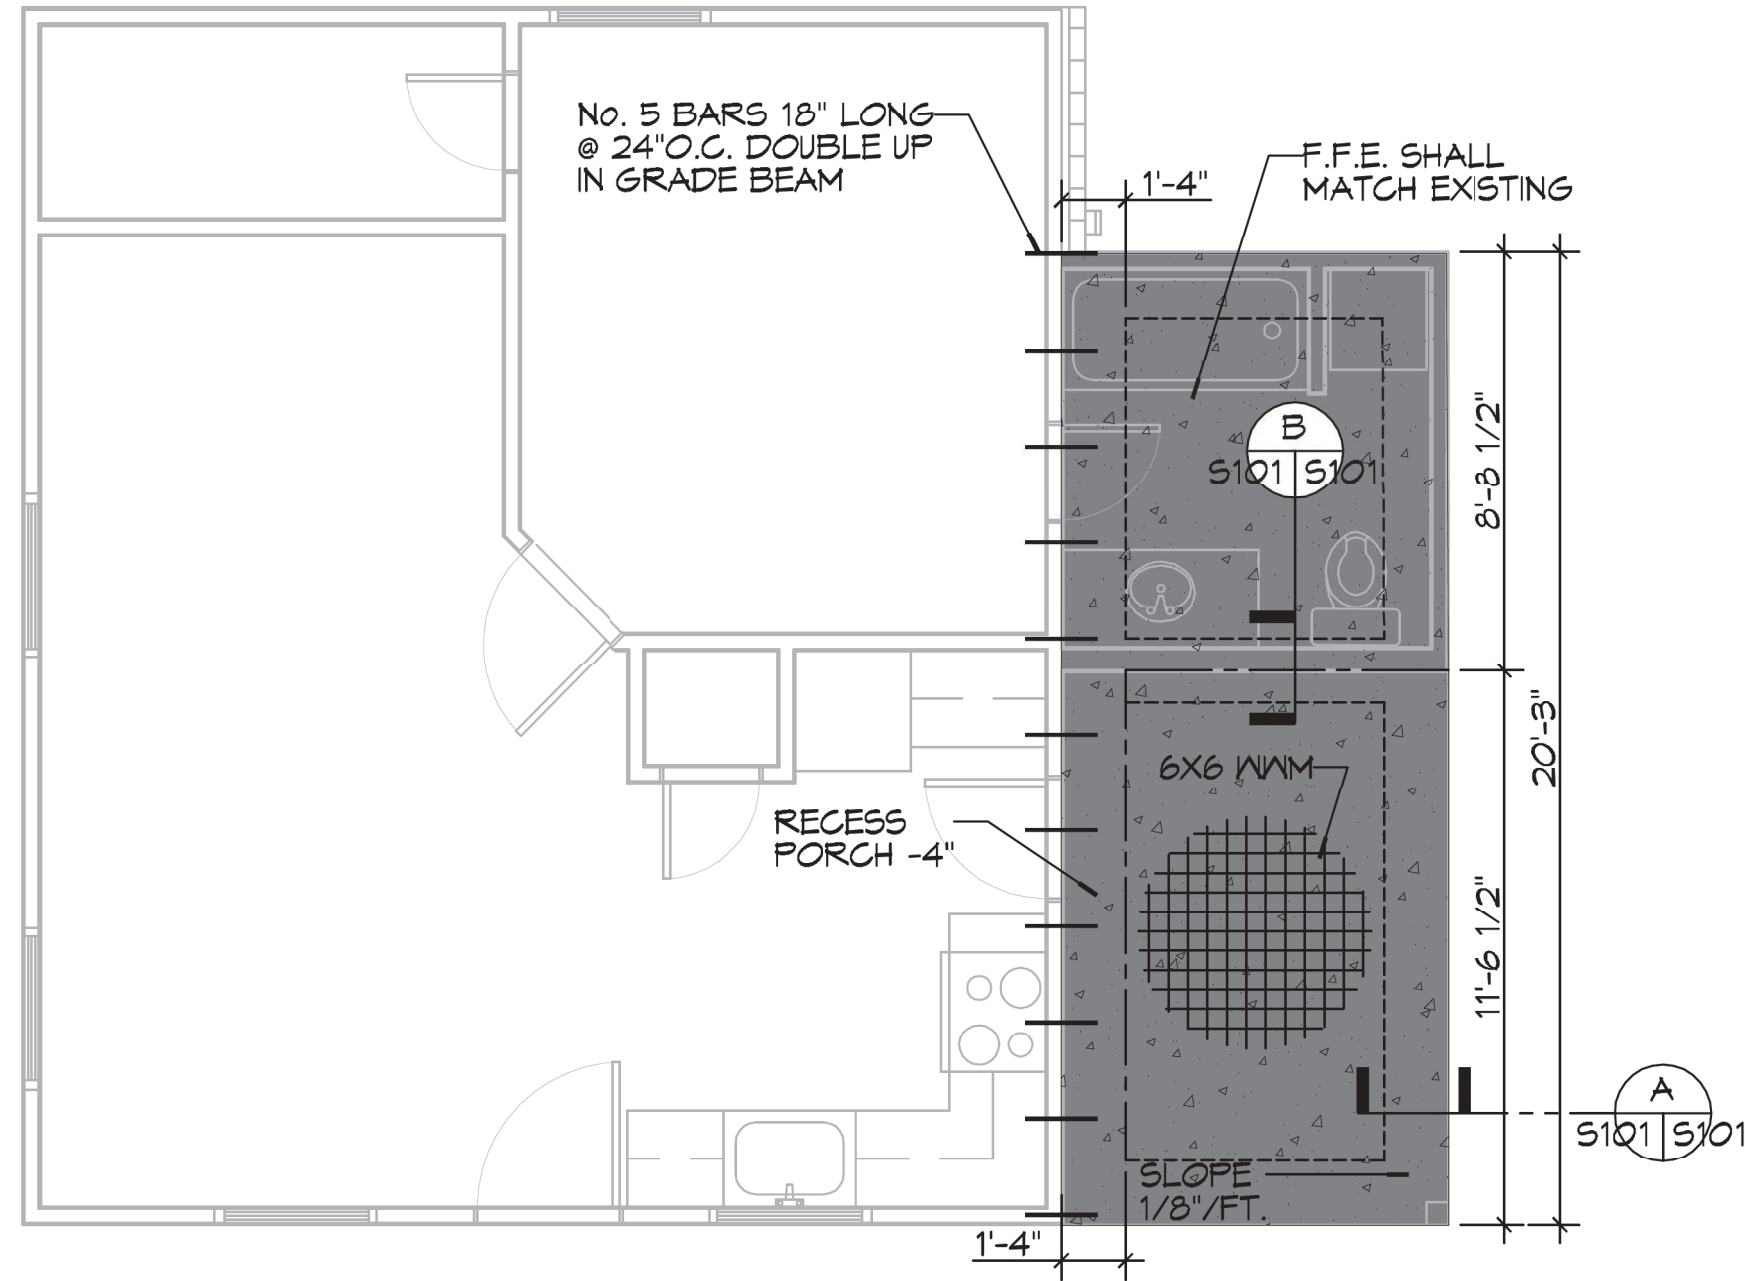 No. 5 BARS 18" LONG
@ 24"O.C. DOUBLE UP
IN GRADE BEAM
F.F.E. SHALL
MATCH EXISTING
1'-4"
B
S101 S101
8'-8 1/2"
20'-3"
6X6 WWM
RECESS
PORCH -4"
11'-6 1/2"
A
S101 S101
SLOPE
1/8"/FT.
1'-4"